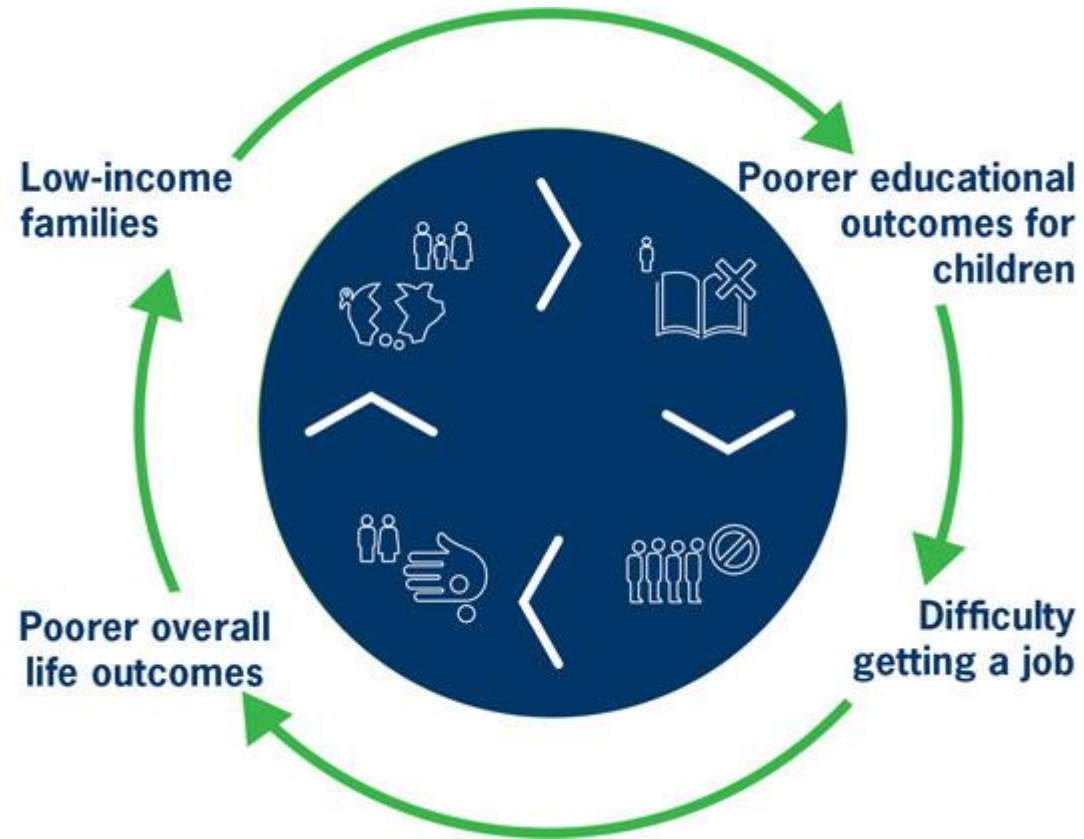 Low-income
families
Poorer educational
outcomes for
children
Difficulty
getting a job
Poorer overall
life outcomes